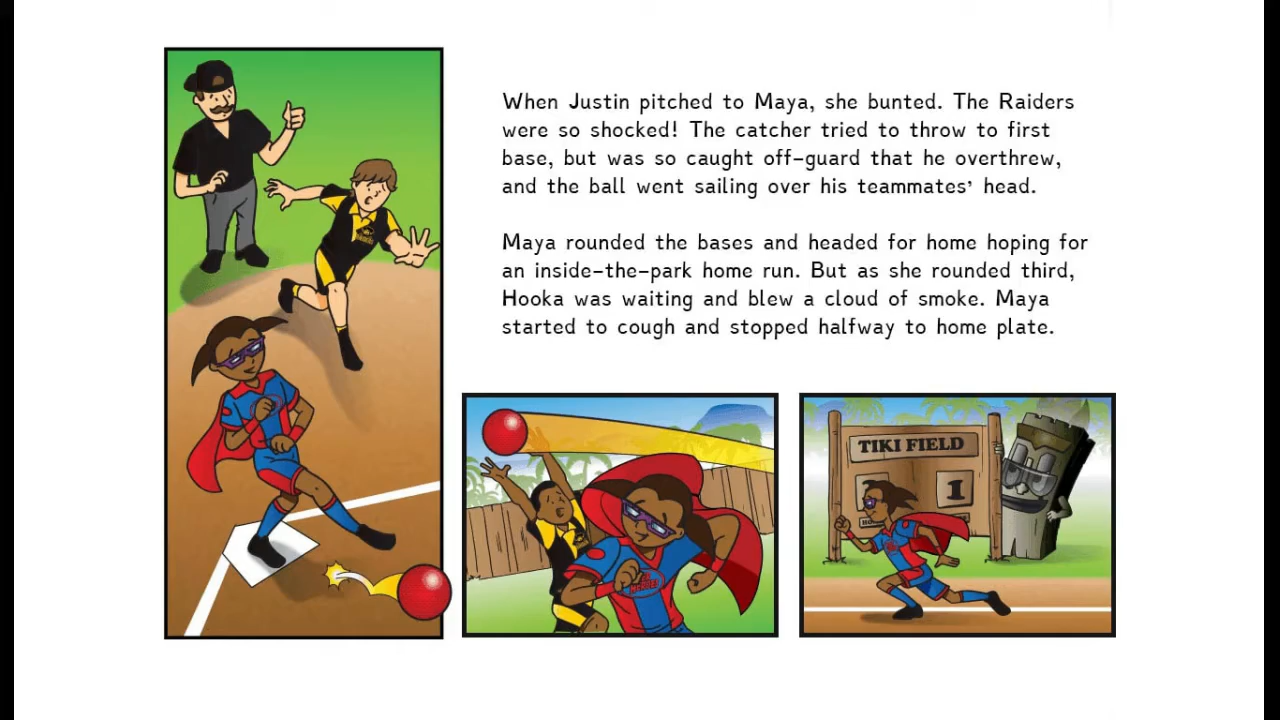 When Justin pitched to Maya, she bunted. The Raiders
were so shocked! The catcher tried to throw to first
base, but was so caught off-guard that he overthrew,
and the ball went sailing over his teammates’ head.
Maya rounded the bases and headed for home hoping for
an inside-the-park home run. But as she rounded third,
Hooka was waiting and blew a cloud of smoke. Maya
started to cough and stopped halfway to home plate.
TIKI FIELD
1